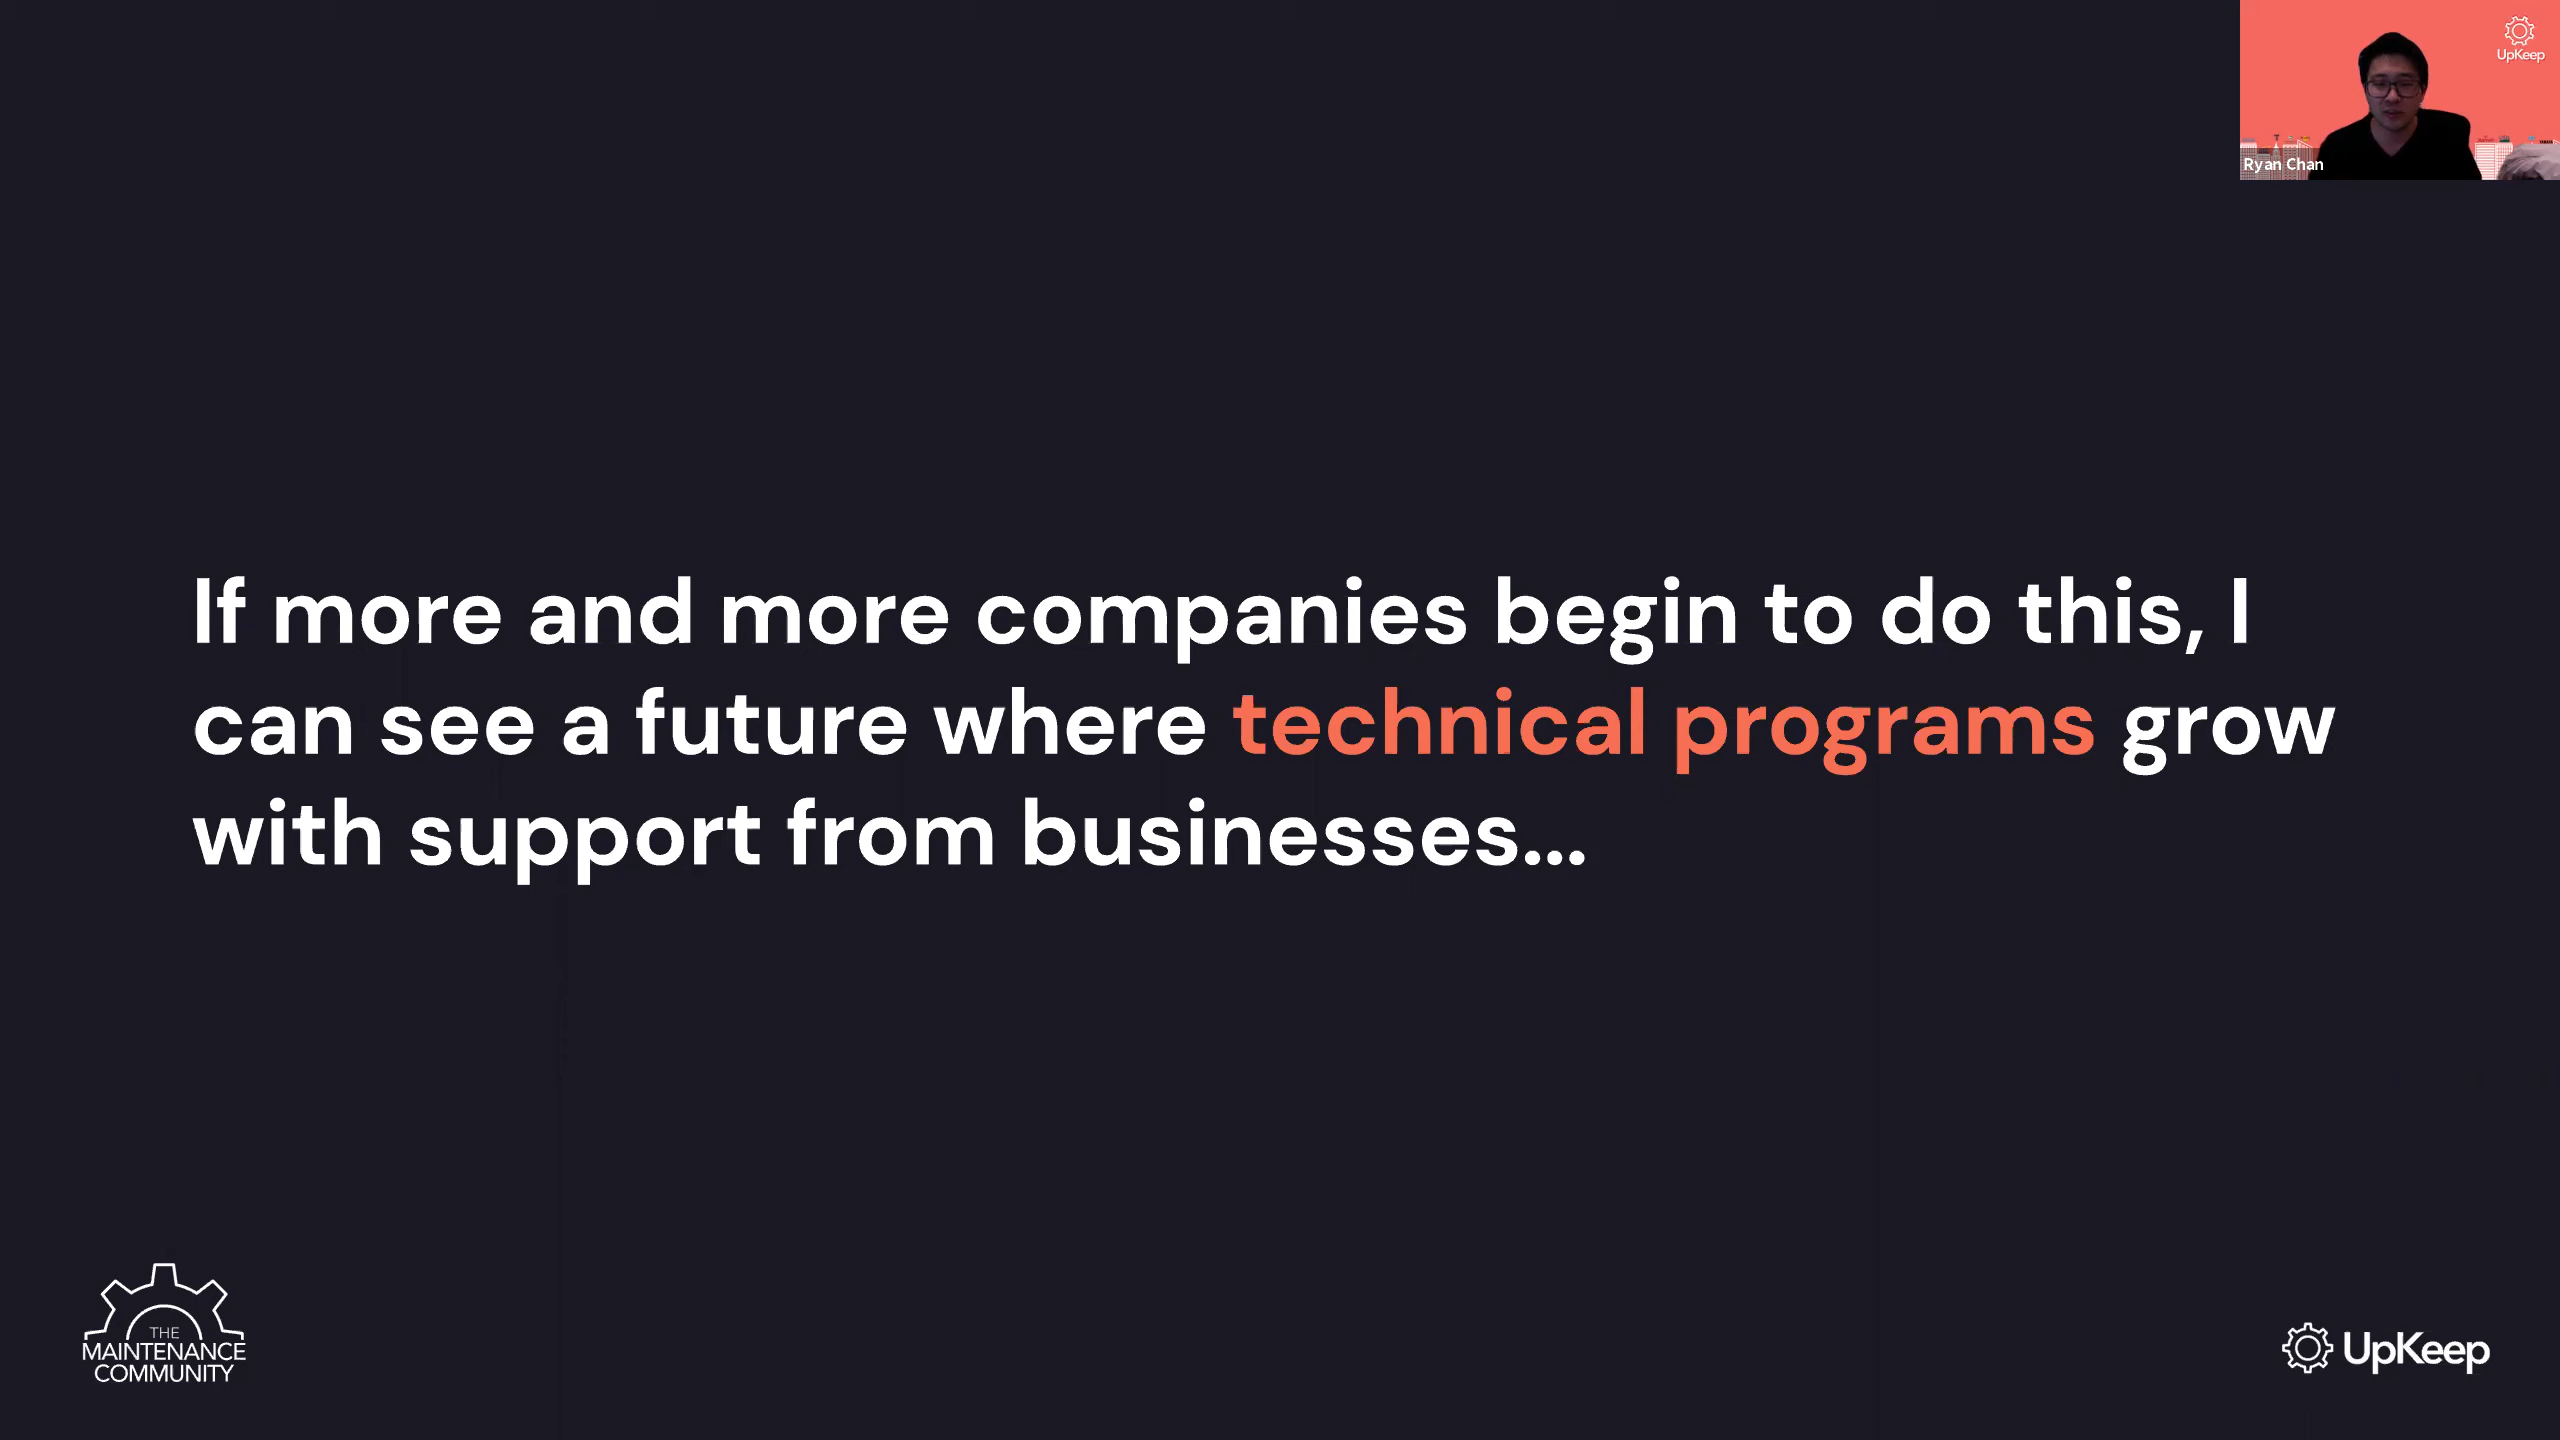 UpKeep
Ryan Chan
If more and more companies begin to do this, I
can see a future where technical programs grow
with support from businesses...
THE
MAINTENANCE
COMMUNITY
UpKeep